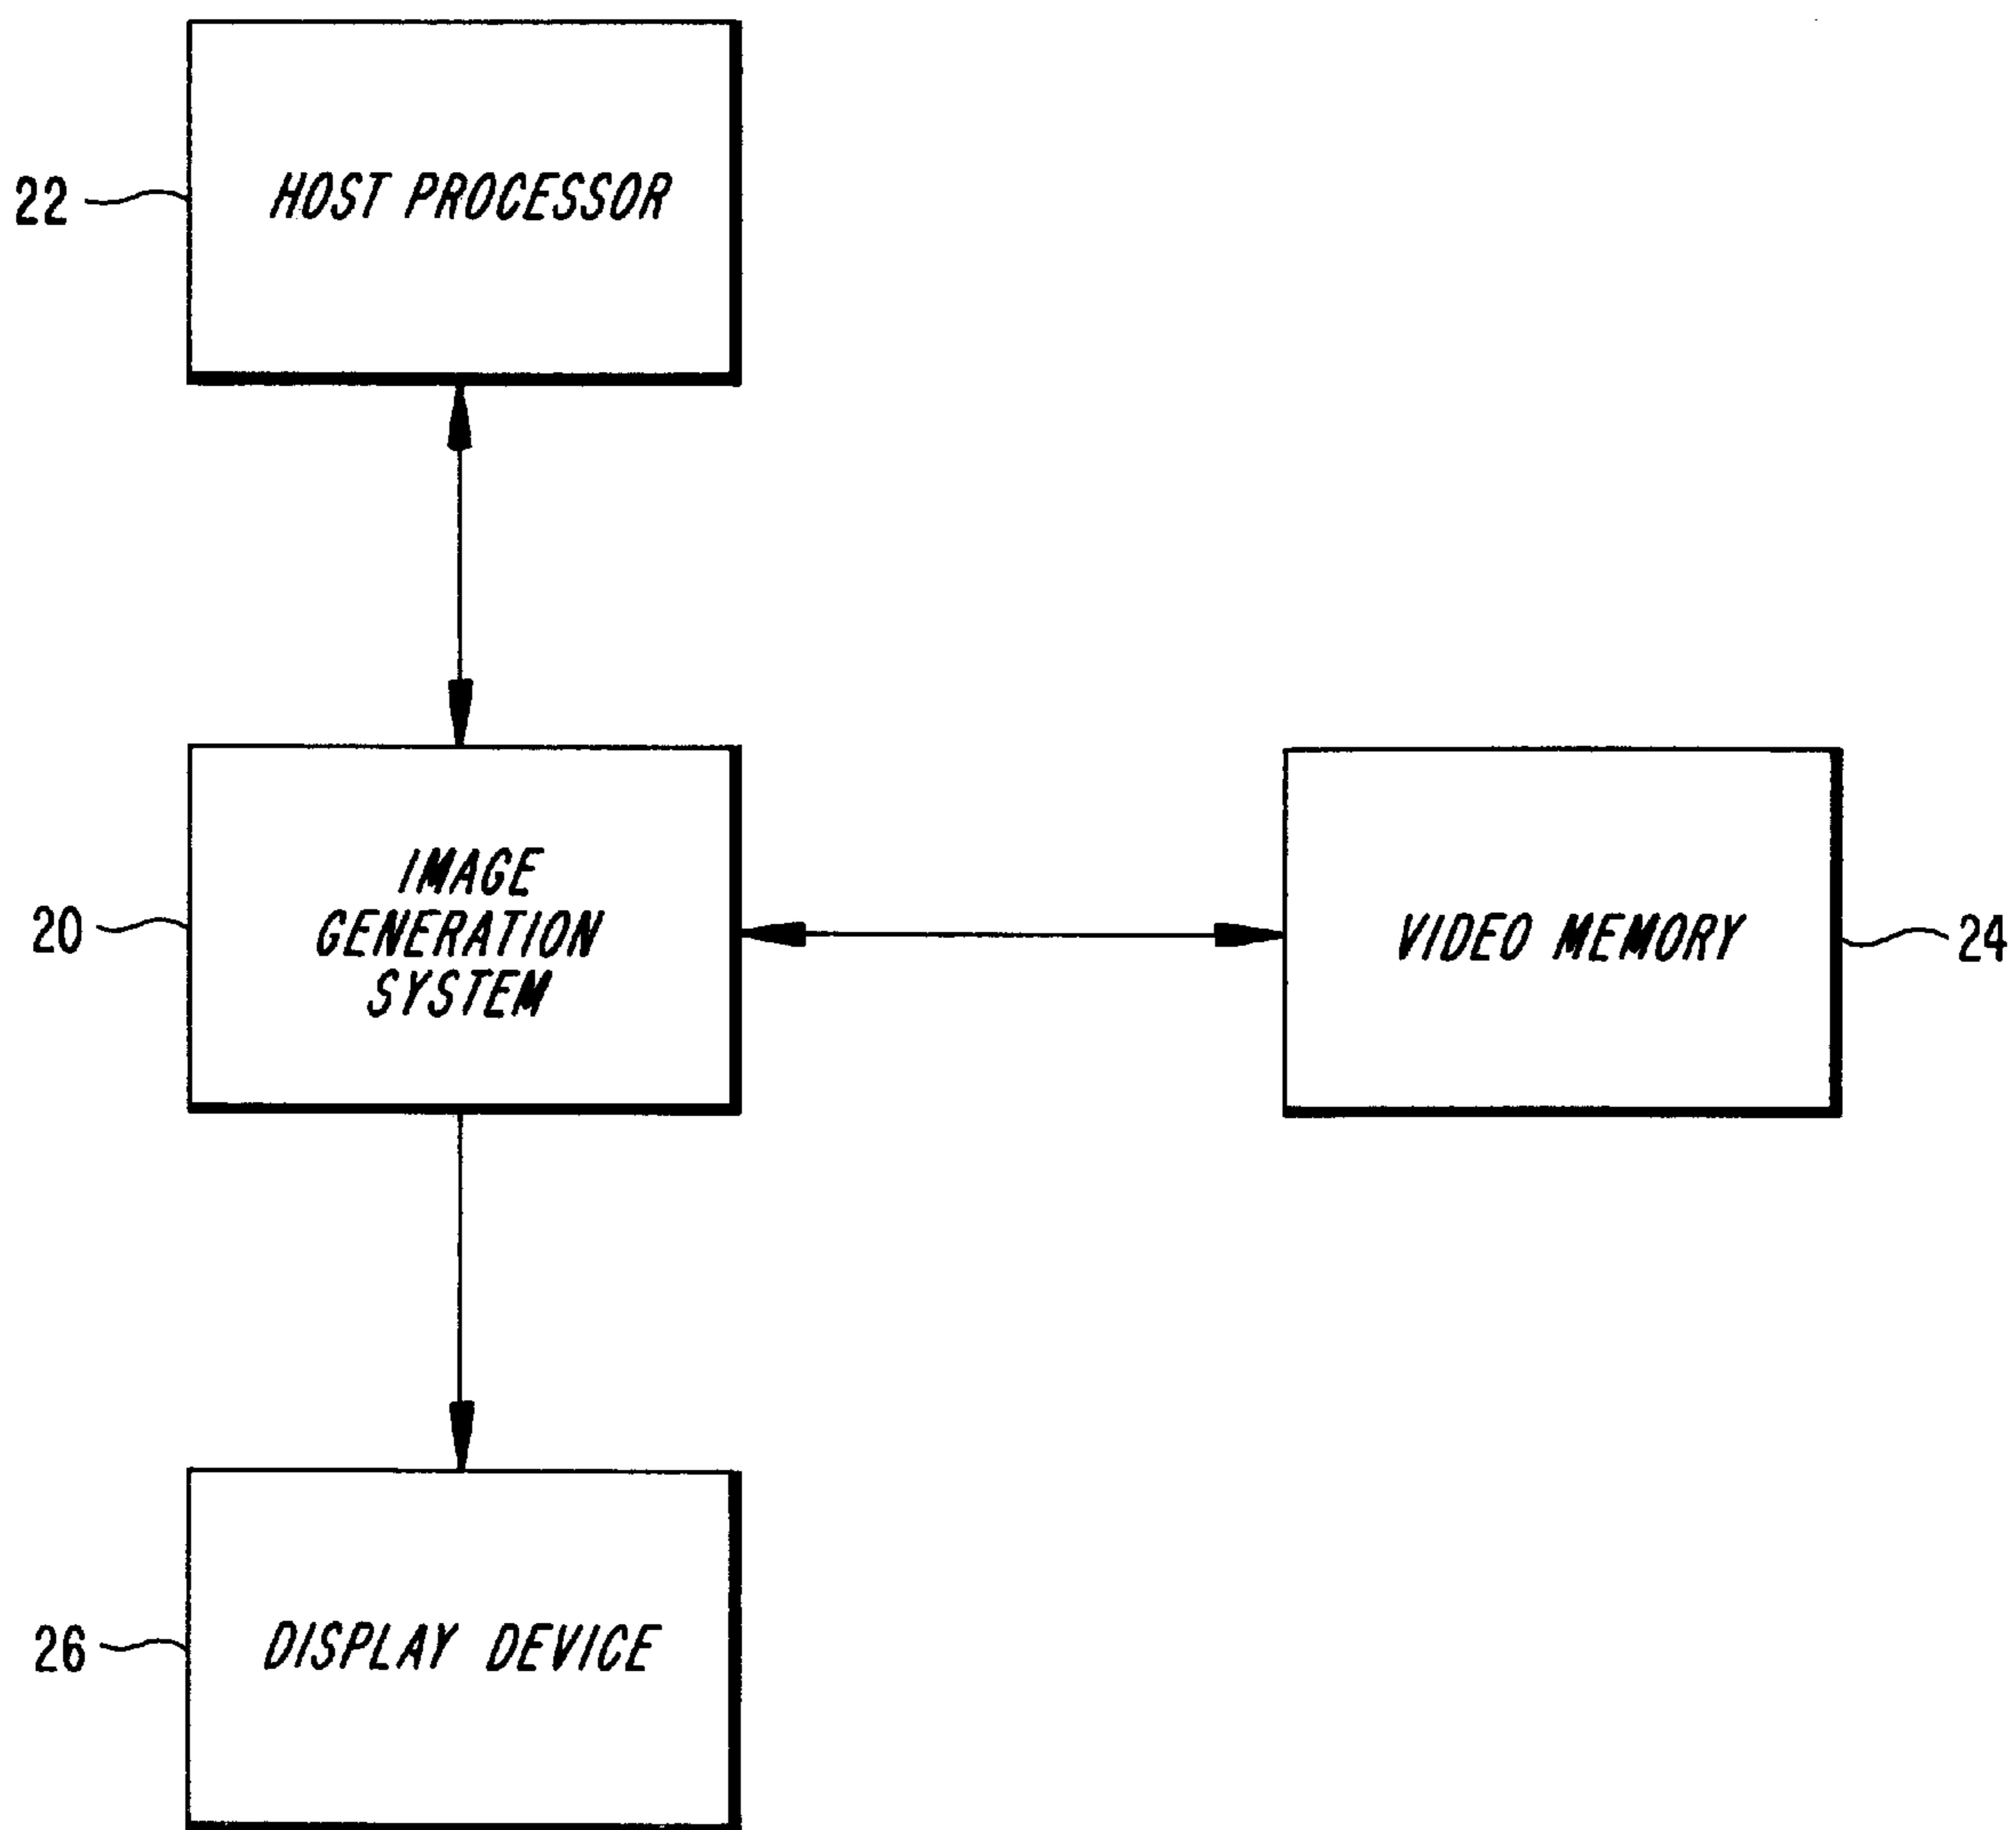 22
HOST PROCESSOR
20
IMAGE
GENERATION
SYSTEM
VIDEO MEMORY
24
26
DISPLAY DEVICE